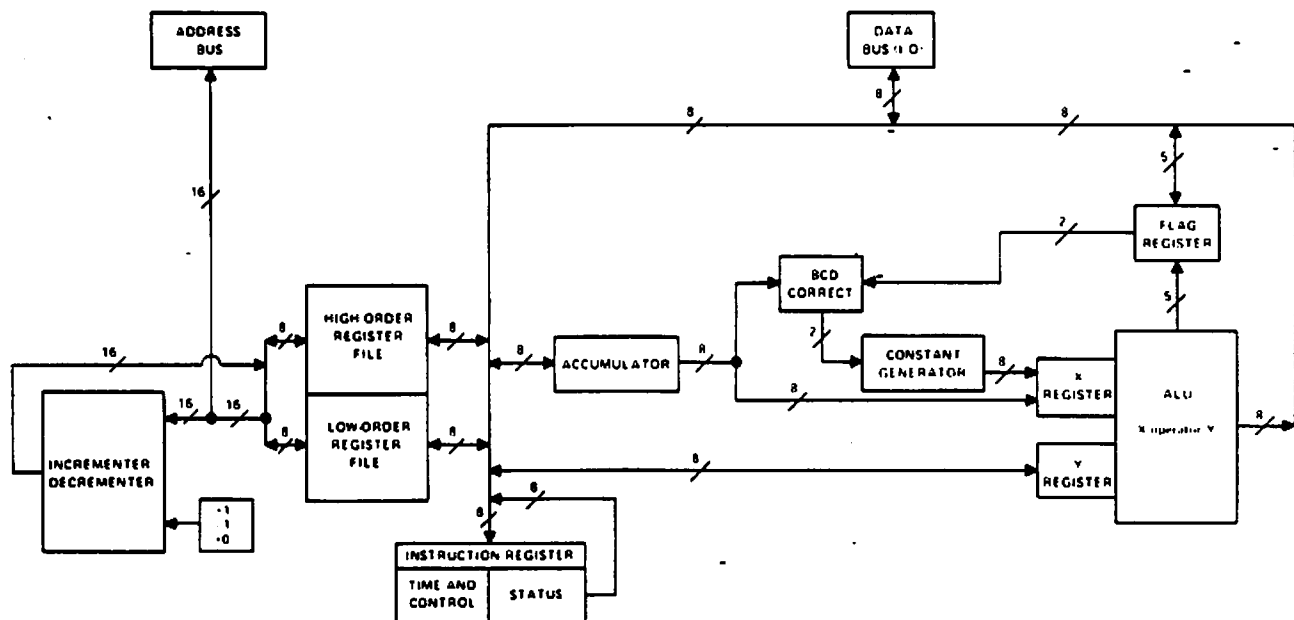 ADDRESS
BUS
DATA
BUS
8
8
8
5
16
2
FLAG
REGISTER
BCD
CORRECT
5
HIGH ORDER
REGISTER
FILE
8
8
16
2
8
ACCUMULATOR
8
CONSTANT
GENERATOR
8
X
REGISTER
ALU
X operator Y
8
8
16
16
LOW-ORDER
REGISTER
FILE
8
8
INCREMENTER
DECREMENTER
8
Y
REGISTER
8
8
INSTRUCTION REGISTER
TIME AND
CONTROL
STATUS